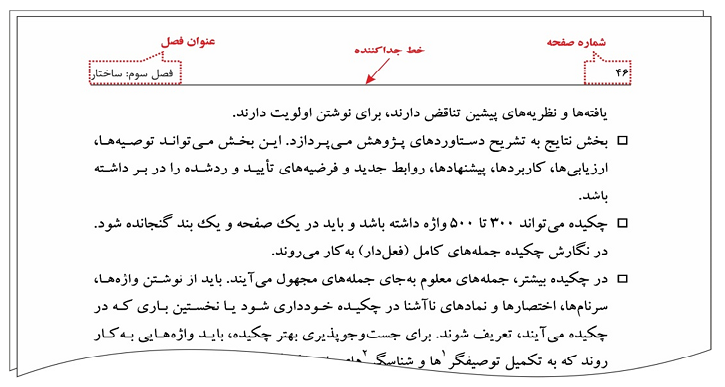 شماره صفحه
خط جداکننده
عنوان فصل
۴۶
فصل سوم: ساختار
یافته‌ها و نظریه‌های پیشین تناقض دارند، برای نوشتن اولویت دارند.
بخش نتایج به تشریح دستاوردهای پژوهش می‌پردازد. این بخش می‌تواند توصیه‌ها،
ارزیابی‌ها، کاربردها، پیشنهادها، روابط جدید و فرضیه‌های تأیید و ردشده را در بر داشته
باشد.
چکیده می‌تواند ۳۰۰ تا ۵۰۰ واژه داشته باشد و باید در یک صفحه و یک بند گنجانده شود.
در نگارش چکیده جمله‌های کامل (فعل‌دار) به‌کار می‌روند.
در چکیده بیشتر، جمله‌های معلوم به‌جای جمله‌های مجهول می‌آیند. باید از نوشتن واژه‌ها،
سرنام‌ها، اختصارها و نمادهای ناآشنا در چکیده خودداری شود یا نخستین باری که در
چکیده می‌آیند، تعریف شوند. برای جست‌وجوپذیری بهتر چکیده، باید واژه‌هایی به‌کار
روند که به تکمیل توصیفگر۱ها و شناسگر۲های